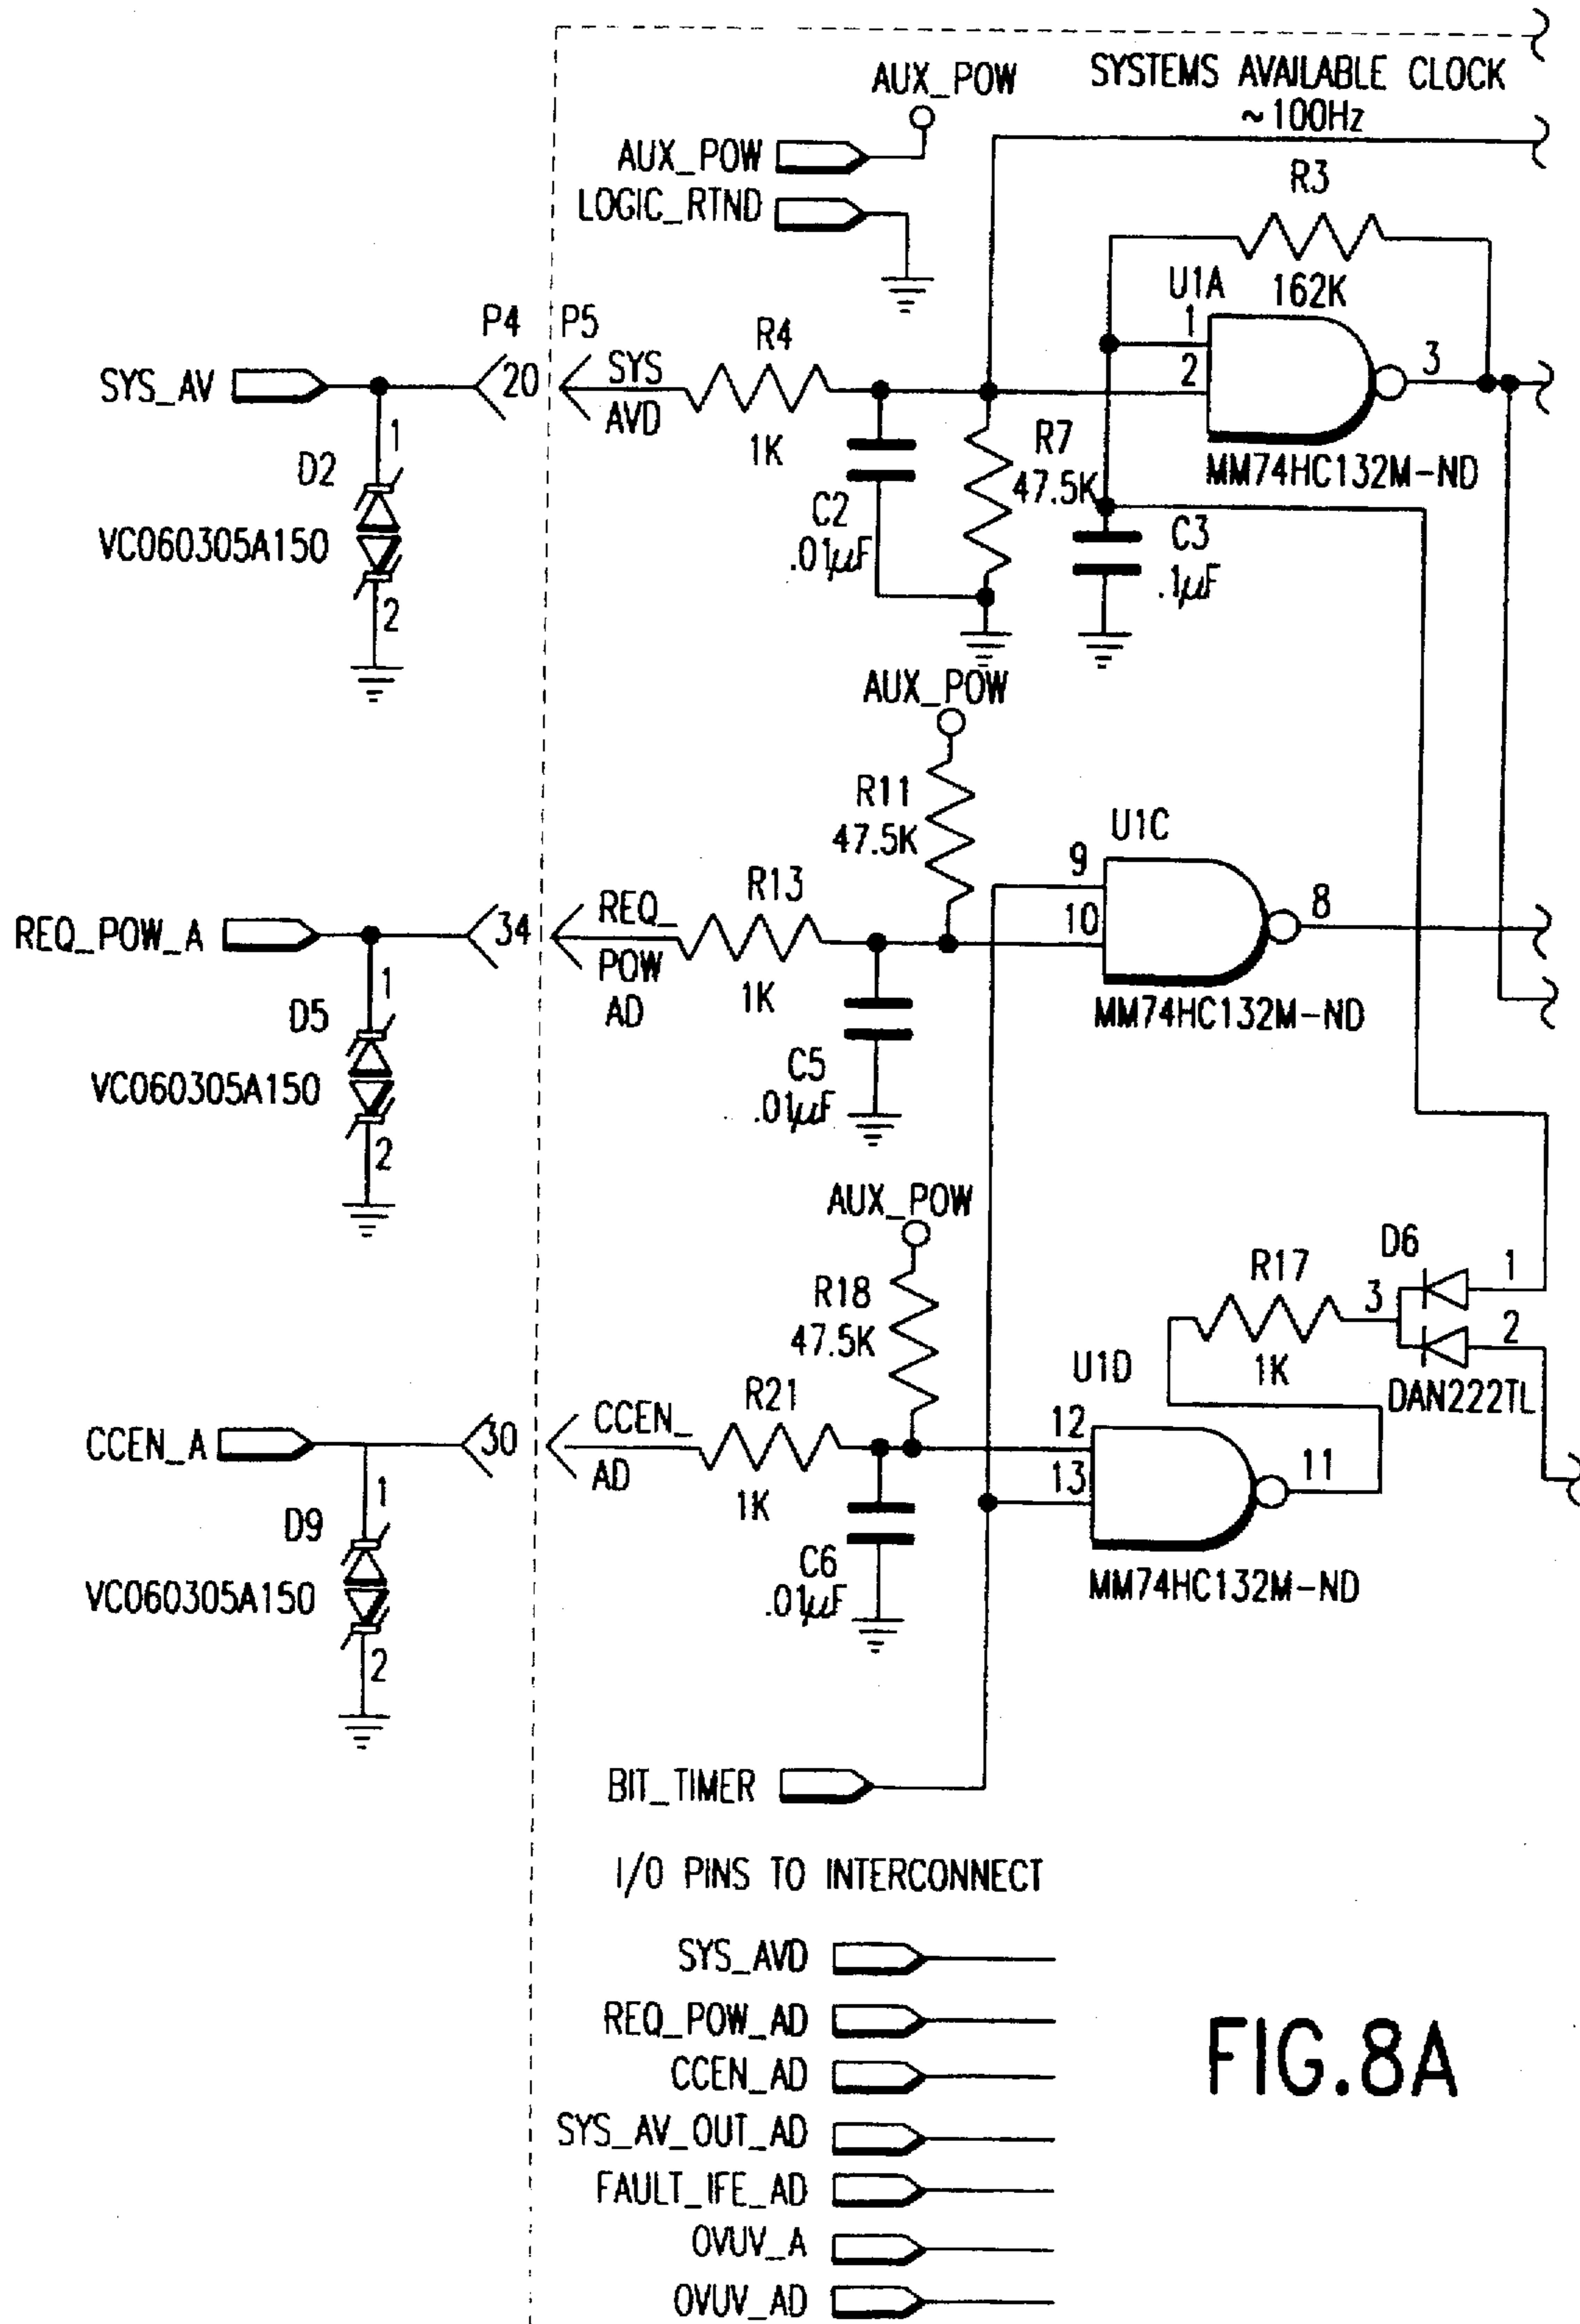 AUX_POW
SYSTEMS AVAILABLE CLOCK
~100Hz
AUX_POW
LOGIC_RTND
R3
162K
U1A
1
2
3
MM74HC132M-ND
P4
P5
SYS_AV
20
SYS
AVD
R4
1K
D2
1
VC060305A150
2
C2
.01µF
R7
47.5K
C3
.1µF
AUX_POW
R11
47.5K
U1C
9
10
8
MM74HC132M-ND
REQ_POW_A
34
REQ_
POW
AD
R13
1K
D5
1
VC060305A150
2
C5
.01µF
AUX_POW
R18
47.5K
R17
1K
D6
3
1
2
DAN222TL
U1D
12
13
11
MM74HC132M-ND
CCEN_A
30
CCEN_
AD
R21
1K
D9
1
VC060305A150
2
C6
.01µF
BIT_TIMER
I/O PINS TO INTERCONNECT
SYS_AVD
REQ_POW_AD
CCEN_AD
SYS_AV_OUT_AD
FAULT_IFE_AD
OVUV_A
OVUV_AD
FIG.8A